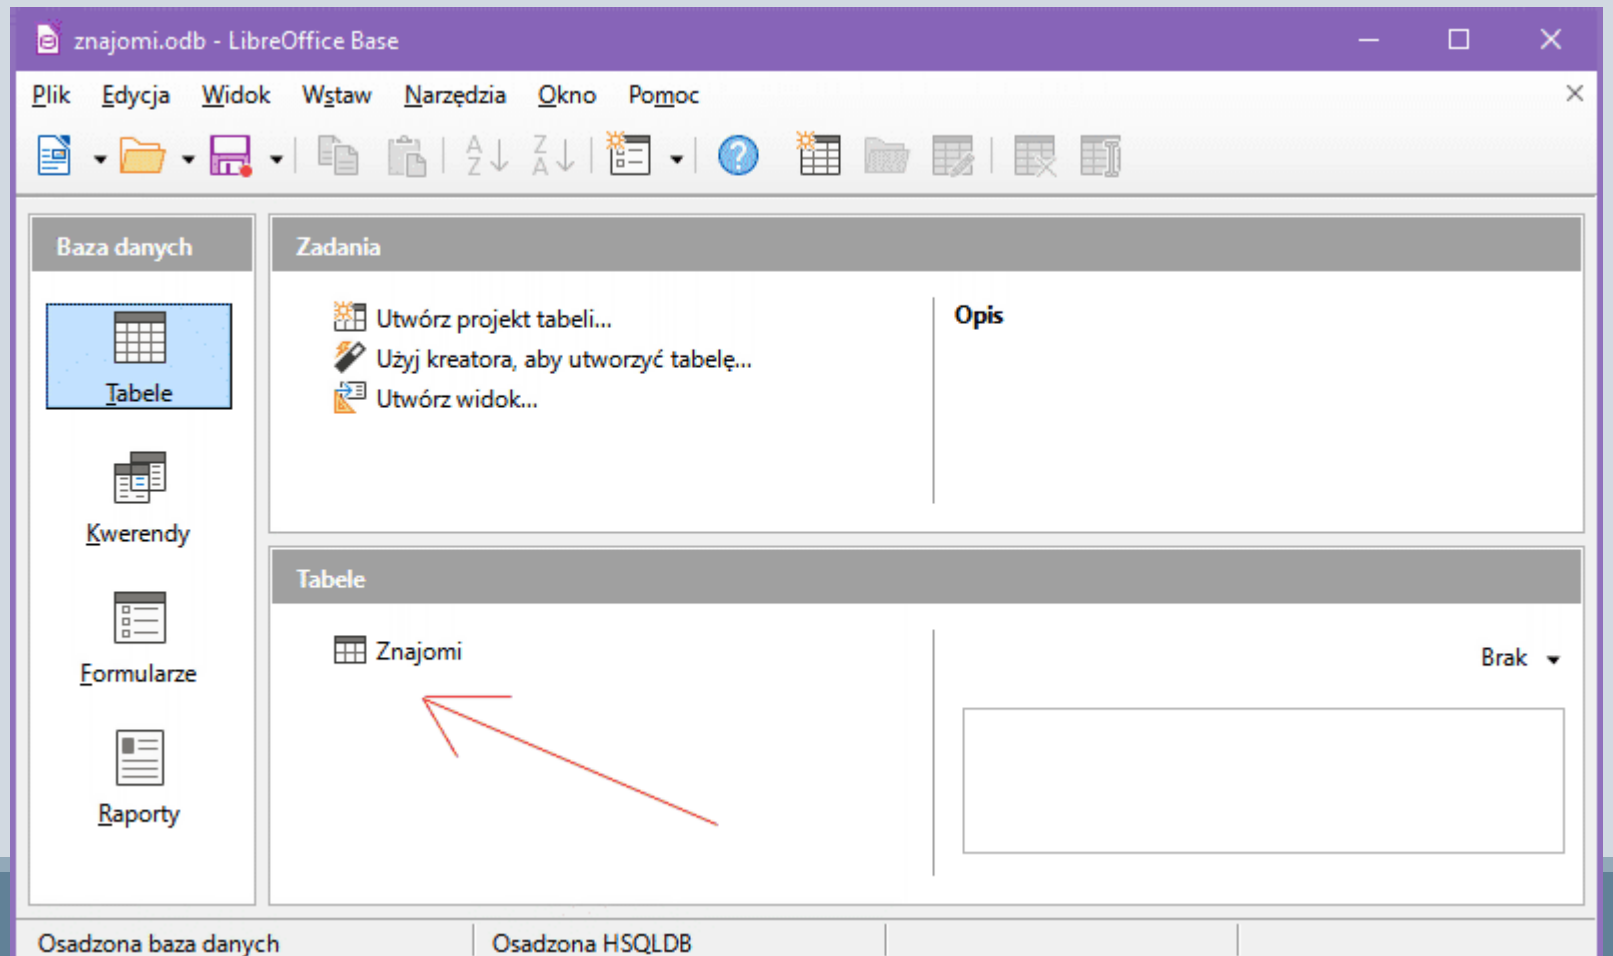 znajomi.odb - LibreOffice Base
Plik Edycja Widok Wstaw Narzędzia Okno Pomoc
Baza danych
Tabele
Kwerendy
Formularze
Raporty
Zadania
Utwórz projekt tabeli...
Użyj kreatora, aby utworzyć tabelę...
Utwórz widok...
Opis
Tabele
Znajomi
Brak
Osadzona baza danych
Osadzona HSQLDB